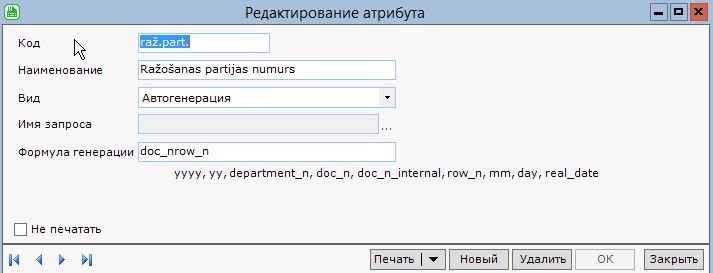 Редактирование атрибута
Код raž.part.
Наименование Ražošanas partijas numurs
Вид Автогенерация
Имя запроса ...
Формула генерации doc_nrow_n
yyyy, yy, department_n, doc_n, doc_n_internal, row_n, mm, day, real_date
Не печатать
Печать Новый Удалить OK Закрыть